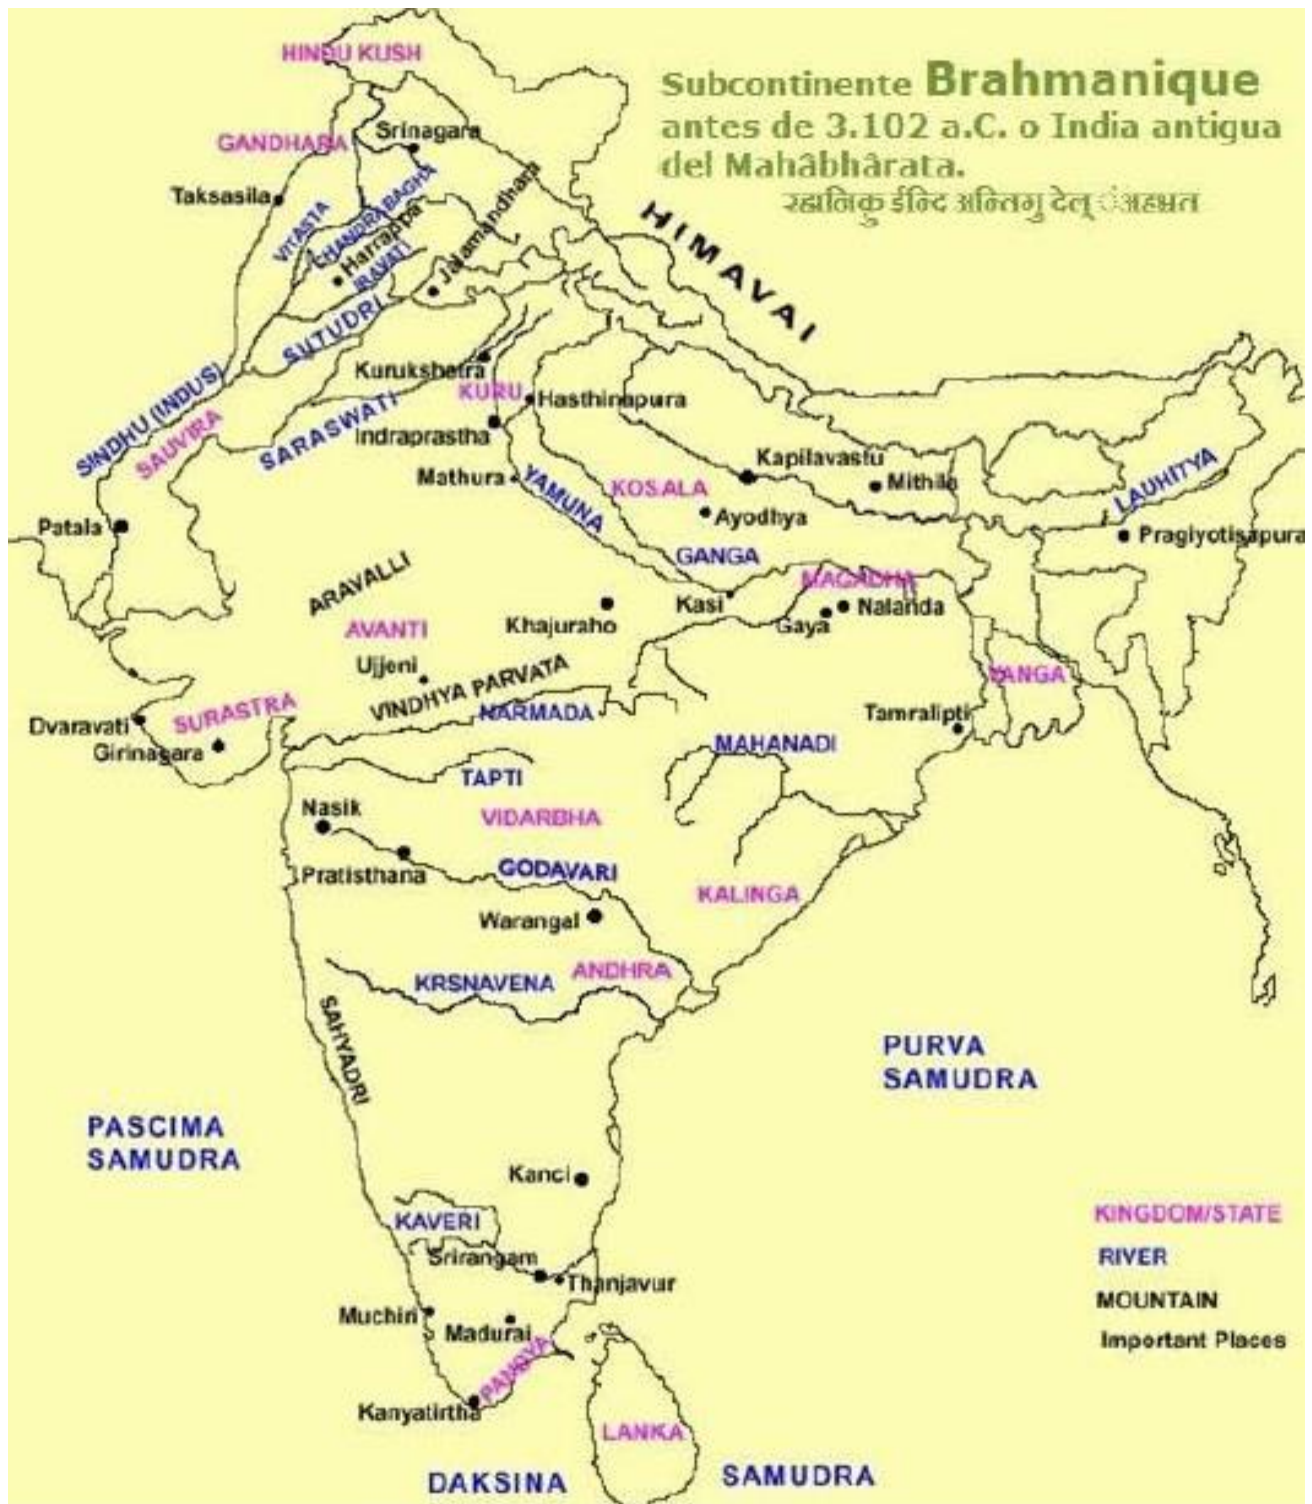 HINDU KUSH
Subcontinente Brahmanique
antes de 3.102 a.C. o India antigua
del Mahâbhârata.
GANDHARA
Srinagara
Taksasila
VITASTA
CHANDRABAGHA
Harrappa
IRAVATI
Jalamandhara
HIMAVAI
SUTUDRI
SINDHU (INDUS)
SAUVIRA
SARASWATI
Kurukshetra
KURU
Hasthinapura
Indraprastha
Mathura
YAMUNA
KOSALA
Kapilavastu
Mithila
LAUHITYA
Patala
Ayodhya
Pragiyotisapura
GANGA
ARAVALLI
MAGADHA
Kasi
Nalanda
Gaya
Khajuraho
AVANTI
Ujjeni
VINDHYA PARVATA
VANGA
SURASTRA
Dvaravati
Girinagara
NARMADA
Tamralipti
MAHANADI
TAPTI
Nasik
VIDARBHA
Pratisthana
GODAVARI
KALINGA
Warangal
ANDHRA
KRSNAVENA
SAHYADRI
PURVA
SAMUDRA
PASCIMA
SAMUDRA
Kanci
KAVERI
Srirangam
Thanjavur
Muchiri
Madurai
PANDYA
Kanyatirtha
LANKA
DAKSINA SAMUDRA
KINGDOM/STATE
RIVER
MOUNTAIN
Important Places